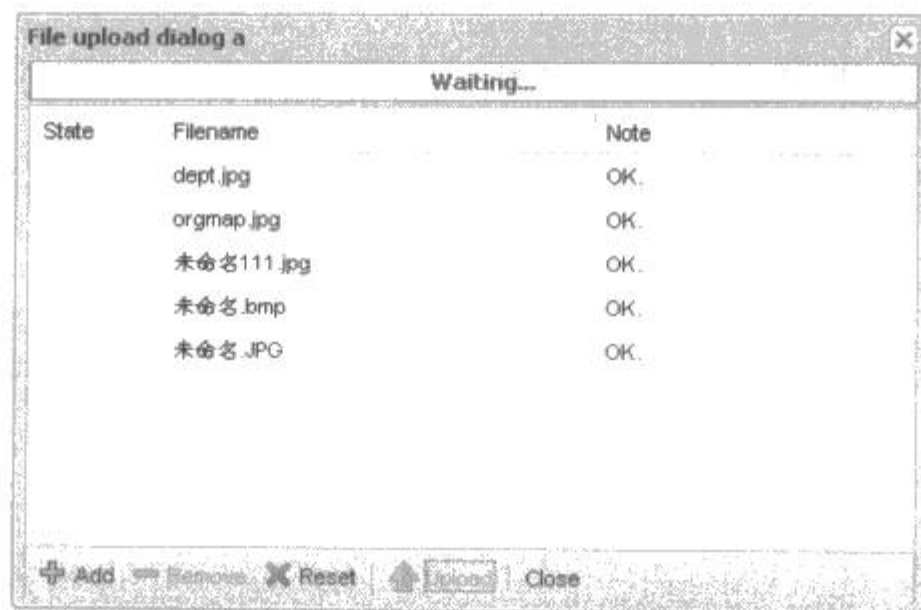 File upload dialog a
Waiting...
State Filename Note
dept.jpg OK.
orgmap.jpg OK.
未命名111.jpg OK.
未命名.bmp OK.
未命名.JPG OK.
Add Remove Reset Upload Close